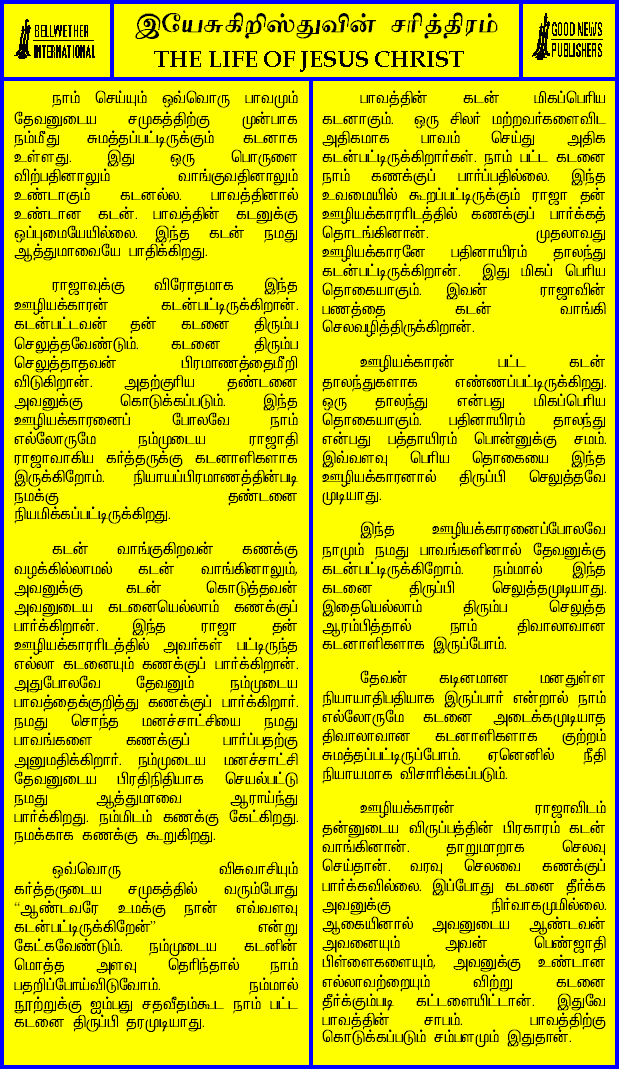 BELLWETHER
INTERNATIONAL
இயேசுகிறிஸ்துவின் சரித்திரம்
THE LIFE OF JESUS CHRIST
GOOD NEWS
PUBLISHERS
நாம் செய்யும் ஒவ்வொரு பாவமும்
தேவனுடைய சமுகத்திற்கு முன்பாக
நம்மீது சுமத்தப்பட்டிருக்கும் கடனாக
உள்ளது. இது ஒரு பொருளை
விற்பதினாலும் வாங்குவதினாலும்
உண்டாகும் கடனல்ல. பாவத்தினால்
உண்டான கடன். பாவத்தின் கடனுக்கு
ஒப்புமையேயில்லை. இந்த கடன் நமது
ஆத்துமாவையே பாதிக்கிறது.
ராஜாவுக்கு விரோதமாக இந்த
ஊழியக்காரன் கடன்பட்டிருக்கிறான்.
கடன்பட்டவன் தன் கடனை திரும்ப
செலுத்தவேண்டும். கடனை திரும்ப
செலுத்தாதவன் பிரமாணத்தைமீறி
விடுகிறான். அதற்குரிய தண்டனை
அவனுக்கு கொடுக்கப்படும். இந்த
ஊழியக்காரனைப் போலவே நாம்
எல்லோருமே நம்முடைய ராஜாதி
ராஜாவாகிய கர்த்தருக்கு கடனாளிகளாக
இருக்கிறோம். நியாயப்பிரமாணத்தின்படி
நமக்கு தண்டனை
நியமிக்கப்பட்டிருக்கிறது.
கடன் வாங்குகிறவன் கணக்கு
வழக்கில்லாமல் கடன் வாங்கினாலும்,
அவனுக்கு கடன் கொடுத்தவன்
அவனுடைய கடனையெல்லாம் கணக்குப்
பார்க்கிறான். இந்த ராஜா தன்
ஊழியக்காரரிடத்தில் அவர்கள் பட்டிருந்த
எல்லா கடனையும் கணக்குப் பார்க்கிறான்.
அதுபோலவே தேவனும் நம்முடைய
பாவத்தைக்குறித்து கணக்குப் பார்க்கிறார்.
நமது சொந்த மனச்சாட்சியை நமது
பாவங்களை கணக்குப் பார்ப்பதற்கு
அனுமதிக்கிறார். நம்முடைய மனச்சாட்சி
தேவனுடைய பிரதிநிதியாக செயல்பட்டு
நமது ஆத்துமாவை ஆராய்ந்து
பார்க்கிறது. நம்மிடம் கணக்கு கேட்கிறது.
நமக்காக கணக்கு கூறுகிறது.
ஒவ்வொரு விசுவாசியும்
கர்த்தருடைய சமுகத்தில் வரும்போது
“ஆண்டவரே உமக்கு நான் எவ்வளவு
கடன்பட்டிருக்கிறேன்” என்று
கேட்கவேண்டும். நம்முடைய கடனின்
மொத்த அளவு தெரிந்தால் நாம்
பதறிப்போய்விடுவோம். நம்மால்
நூற்றுக்கு ஐம்பது சதவீதம்கூட நாம் பட்ட
கடனை திருப்பி தரமுடியாது.
பாவத்தின் கடன் மிகப்பெரிய
கடனாகும். ஒரு சிலர் மற்றவர்களைவிட
அதிகமாக பாவம் செய்து அதிக
கடன்பட்டிருக்கிறார்கள். நாம் பட்ட கடனை
நாம் கணக்குப் பார்ப்பதில்லை. இந்த
உவமையில் கூறப்பட்டிருக்கும் ராஜா தன்
ஊழியக்காரரிடத்தில் கணக்குப் பார்க்கத்
தொடங்கினான். முதலாவது
ஊழியக்காரனே பதினாயிரம் தாலந்து
கடன்பட்டிருக்கிறான். இது மிகப் பெரிய
தொகையாகும். இவன் ராஜாவின்
பணத்தை கடன் வாங்கி
செலவழித்திருக்கிறான்.
ஊழியக்காரன் பட்ட கடன்
தாலந்துகளாக எண்ணப்பட்டிருக்கிறது.
ஒரு தாலந்து என்பது மிகப்பெரிய
தொகையாகும். பதினாயிரம் தாலந்து
என்பது பத்தாயிரம் பொன்னுக்கு சமம்.
இவ்வளவு பெரிய தொகையை இந்த
ஊழியக்காரனால் திருப்பி செலுத்தவே
முடியாது.
இந்த ஊழியக்காரனைப்போலவே
நாமும் நமது பாவங்களினால் தேவனுக்கு
கடன்பட்டிருக்கிறோம். நம்மால் இந்த
கடனை திருப்பி செலுத்தமுடியாது.
இதையெல்லாம் திரும்ப செலுத்த
ஆரம்பித்தால் நாம் திவாலாவான
கடனாளிகளாக இருப்போம்.
தேவன் கடினமான மனதுள்ள
நியாயாதிபதியாக இருப்பார் என்றால் நாம்
எல்லோருமே கடனை அடைக்கமுடியாத
திவாலாவான கடனாளிகளாக குற்றம்
சுமத்தப்பட்டிருப்போம். ஏனெனில் நீதி
நியாயமாக விசாரிக்கப்படும்.
ஊழியக்காரன் ராஜாவிடம்
தன்னுடைய விருப்பத்தின் பிரகாரம் கடன்
வாங்கினான். தாறுமாறாக செலவு
செய்தான். வரவு செலவை கணக்குப்
பார்க்கவில்லை. இப்போது கடனை தீர்க்க
அவனுக்கு நிர்வாகமுமில்லை.
ஆகையினால் அவனுடைய ஆண்டவன்
அவனையும் அவன் பெண்ஜாதி
பிள்ளைகளையும், அவனுக்கு உண்டான
எல்லாவற்றையும் விற்று கடனை
தீர்க்கும்படி கட்டளையிட்டான். இதுவே
பாவத்தின் சாபம். பாவத்திற்கு
கொடுக்கப்படும் சம்பளமும் இதுதான்.